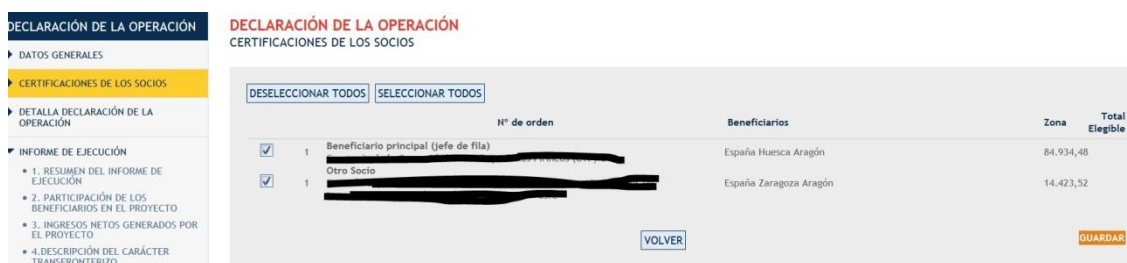 DECLARACIÓN DE LA OPERACIÓN
DATOS GENERALES
CERTIFICACIONES DE LOS SOCIOS
DETALLA DECLARACIÓN DE LA
OPERACIÓN
INFORME DE EJECUCIÓN
1. RESUMEN DEL INFORME DE
EJECUCIÓN
2. PARTICIPACIÓN DE LOS
BENEFICIARIOS EN EL PROYECTO
3. INGRESOS NETOS GENERADOS POR
EL PROYECTO
4.DESCRIPCIÓN DEL CARÁCTER
TRANSFRONTERIZO
DECLARACIÓN DE LA OPERACIÓN
CERTIFICACIONES DE LOS SOCIOS
DESELECCIONAR TODOS SELECCIONAR TODOS
Nº de orden Beneficiarios Zona Total
Elegible
1 Beneficiario principal (jefe de fila)
España Huesca Aragón 84.934,48
Otro Socio
1 España Zaragoza Aragón 14.423,52
VOLVER GUARDAR